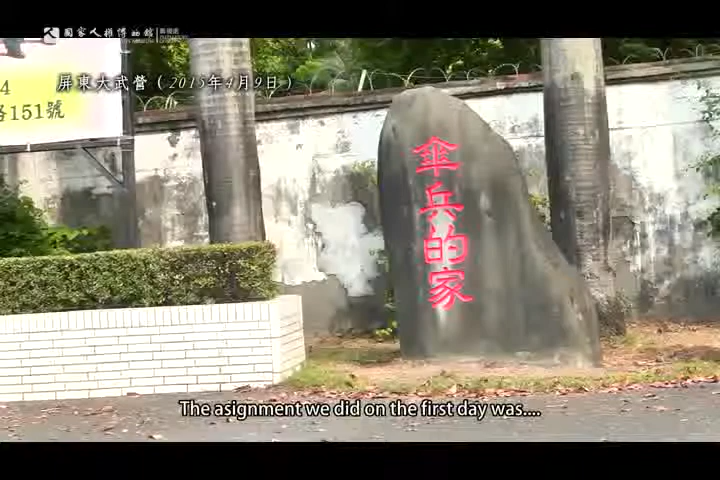 國家人權博物館
屏東大武營（2015年4月9日）
4
路151號
傘兵的家
The asignment we did on the first day was....